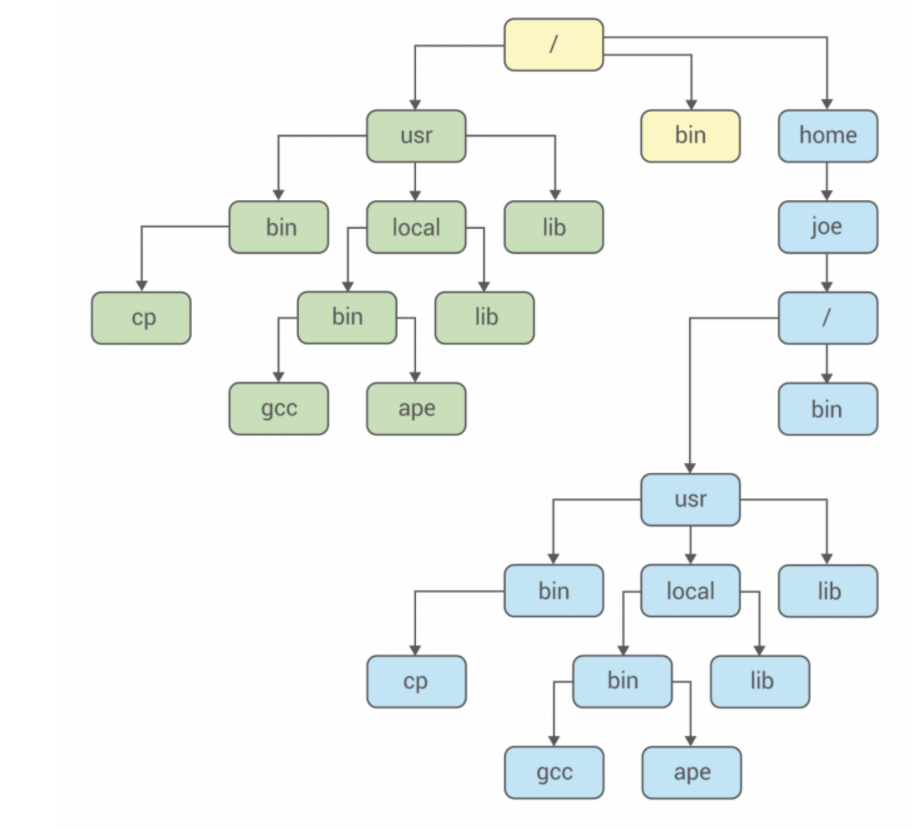 /
usr
bin
home
bin
local
lib
joe
cp
bin
lib
/
gcc
ape
bin
usr
bin
local
lib
cp
bin
lib
gcc
ape